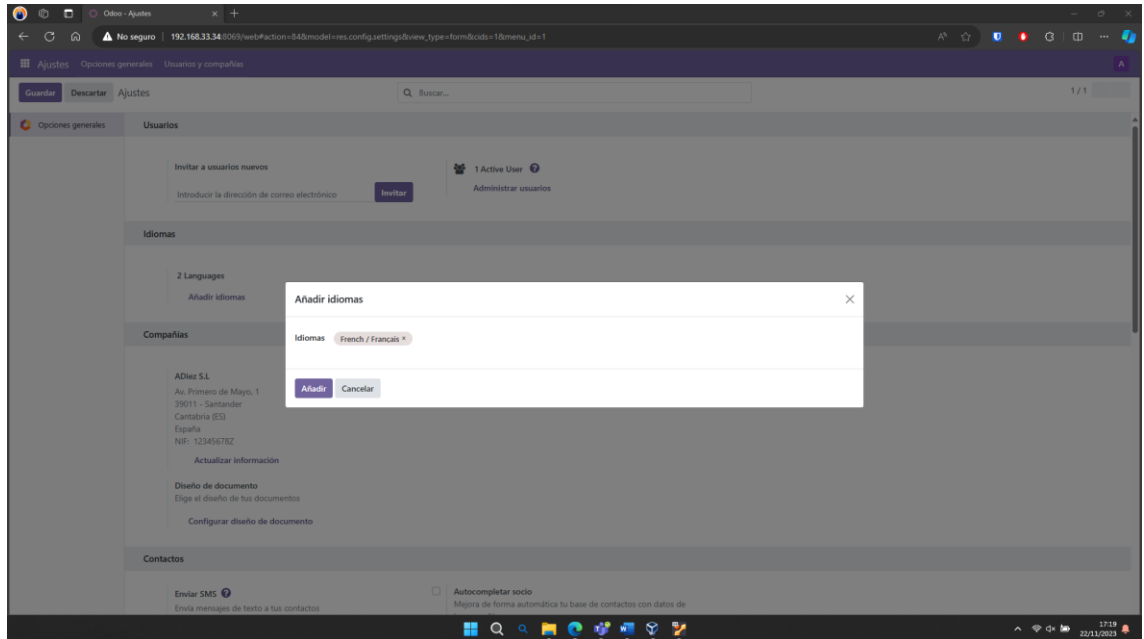 Odoo - Ajustes
No seguro | 192.168.33.34:8069/web#action=84&model=res.config.settings&view_type=form&cids=1&menu_id=1
Ajustes Opciones generales Usuarios y compañías A
Guardar Descartar Ajustes Buscar... 1 / 1
Opciones generales
Usuarios
Invitar a usuarios nuevos
Introducir la dirección de correo electrónico Invitar
1 Active User
Administrar usuarios
Idiomas
2 Languages
Añadir idiomas
Añadir idiomas
Idiomas French / Français ×
Añadir Cancelar
Compañías
ADiez S.L
Av. Primero de Mayo, 1
39011 - Santander
Cantabria (ES)
España
NIF: 12345678Z
Actualizar información
Diseño de documento
Elige el diseño de tus documentos
Configurar diseño de documento
Contactos
Enviar SMS
Envía mensajes de texto a tus contactos
Autocompletar socio
Mejora de forma automática tu base de contactos con datos de
17:19
22/11/2023